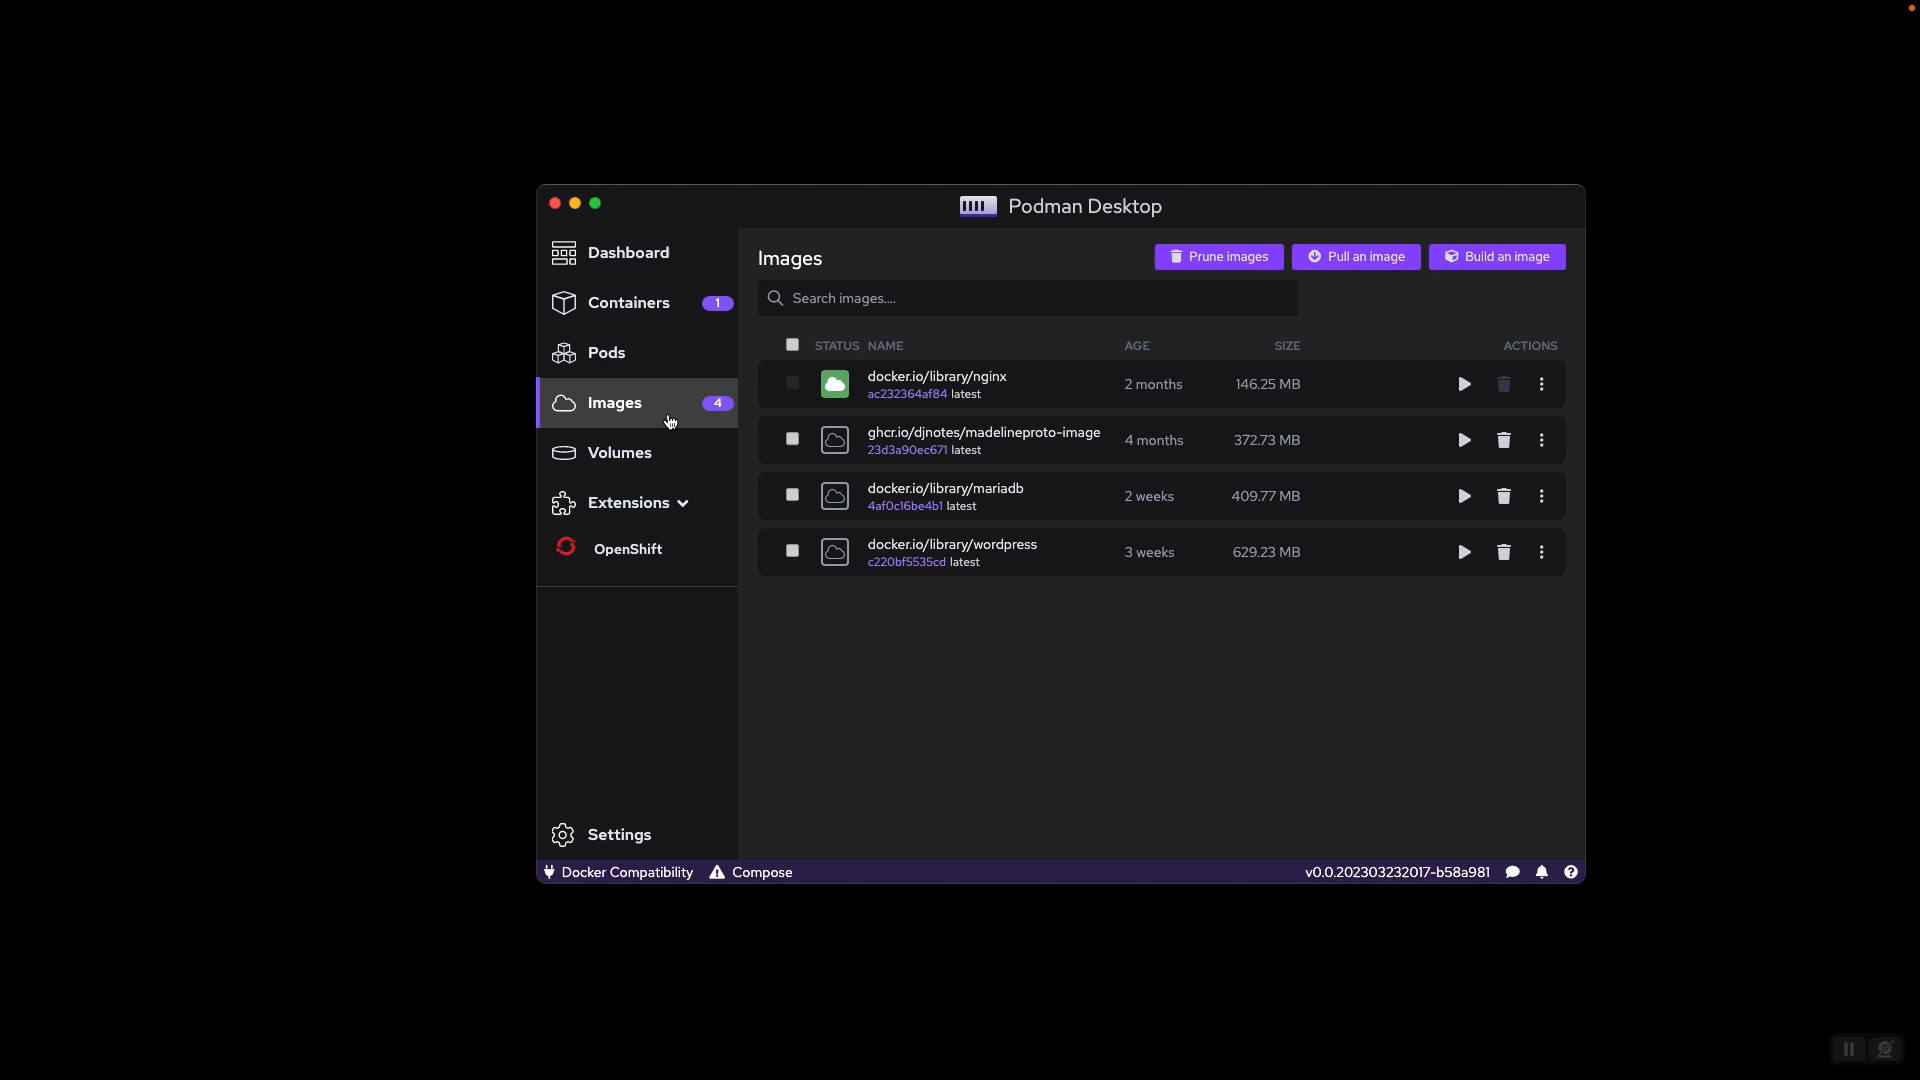 Podman Desktop
Dashboard
Containers 1
Pods
Images 4
Volumes
Extensions
OpenShift
Settings
Images
Prune images
Pull an image
Build an image
Search images....
STATUS NAME AGE SIZE ACTIONS
docker.io/library/nginx 2 months 146.25 MB
ac232364af84 latest
ghcr.io/djnotes/madelineproto-image 4 months 372.73 MB
23d3a90ec671 latest
docker.io/library/mariadb 2 weeks 409.77 MB
4af0c16be4b1 latest
docker.io/library/wordpress 3 weeks 629.23 MB
c220bf5535cd latest
Docker Compatibility Compose v0.0.202303232017-b58a981